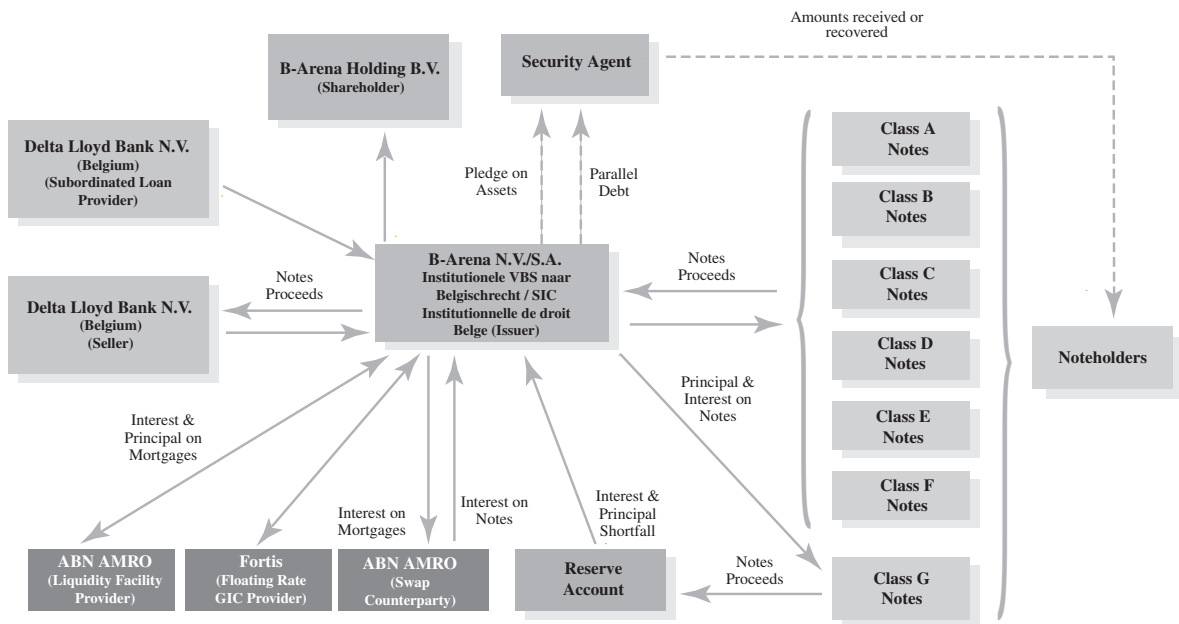 Amounts received or
recovered
B-Arena Holding B.V.
(Shareholder)
Security Agent
Delta Lloyd Bank N.V.
(Belgium)
(Subordinated Loan
Provider)
Pledge on
Assets
Parallel
Debt
Class A
Notes
Class B
Notes
Class C
Notes
Class D
Notes
Class E
Notes
Class F
Notes
Class G
Notes
Noteholders
B-Arena N.V./S.A.
Institutionele VBS naar
Belgischrecht / SIC
Institutionnelle de droit
Belge (Issuer)
Notes
Proceeds
Notes
Proceeds
Delta Lloyd Bank N.V.
(Belgium)
(Seller)
Principal &
Interest on
Notes
Interest &
Principal on
Mortgages
Interest on
Mortgages
Interest on
Notes
Interest &
Principal
Shortfall
Notes
Proceeds
ABN AMRO
(Liquidity Facility
Provider)
Fortis
(Floating Rate
GIC Provider)
ABN AMRO
(Swap
Counterparty)
Reserve
Account